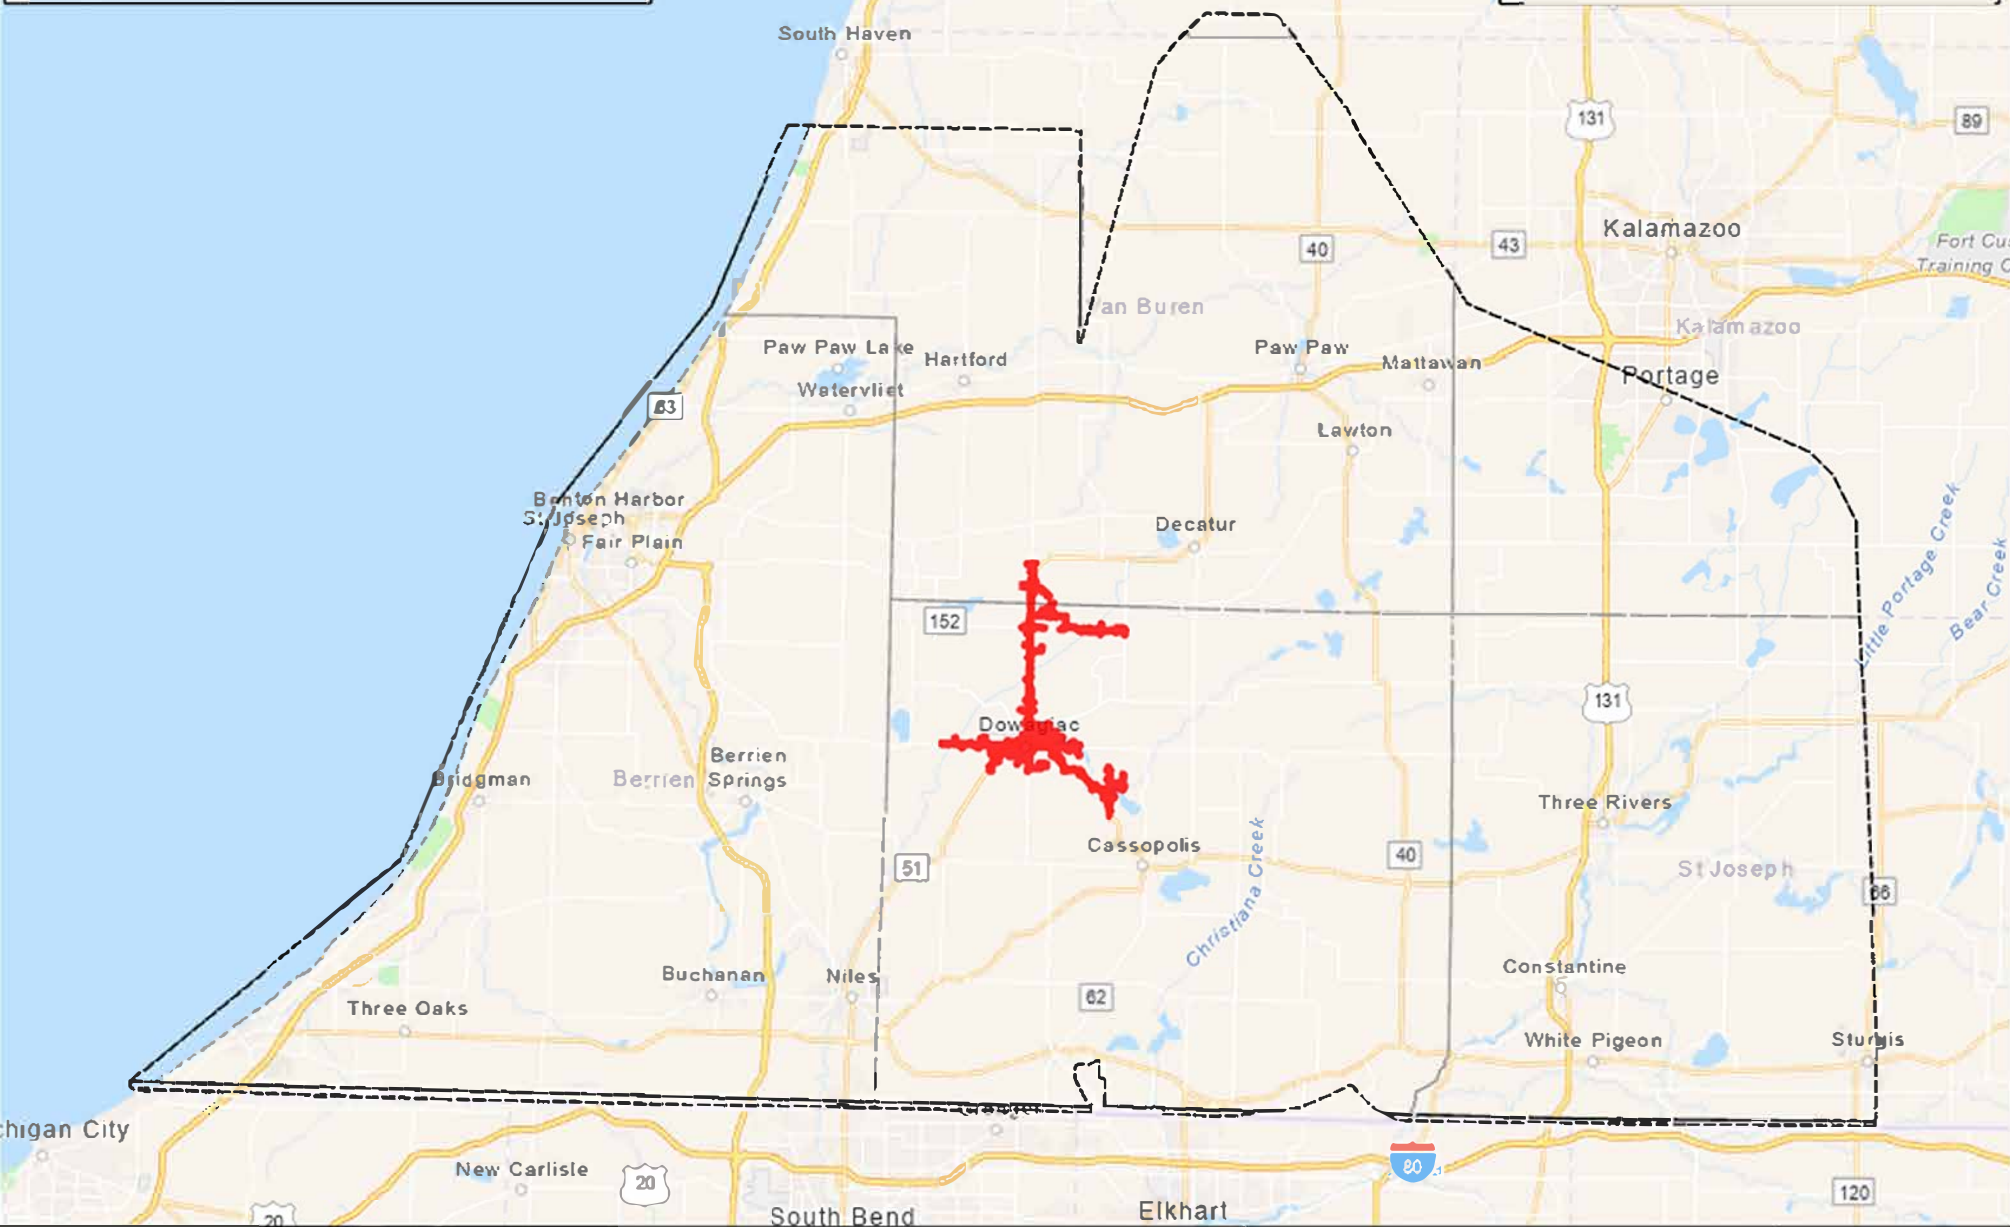 South Haven
131
89
Kalamazoo
40
43
Fort Cu
Training C
an Buren
Kalamazoo
Paw Paw Lake
Hartford
Paw Paw
Mattawan
Portage
Watervliet
63
Lawton
Benton Harbor
St Joseph
Fair Plain
Decatur
Little Portage Creek
Bear Creek
152
131
Dowagiac
Berrien
Springs
Bridgman
Berrien
Three Rivers
Cassopolis
40
51
St Joseph
66
Christiana Creek
Buchanan
Niles
Constantine
62
Three Oaks
White Pigeon
Sturgis
chigan City
New Carlisle
20
80
120
20
South Bend
Elkhart